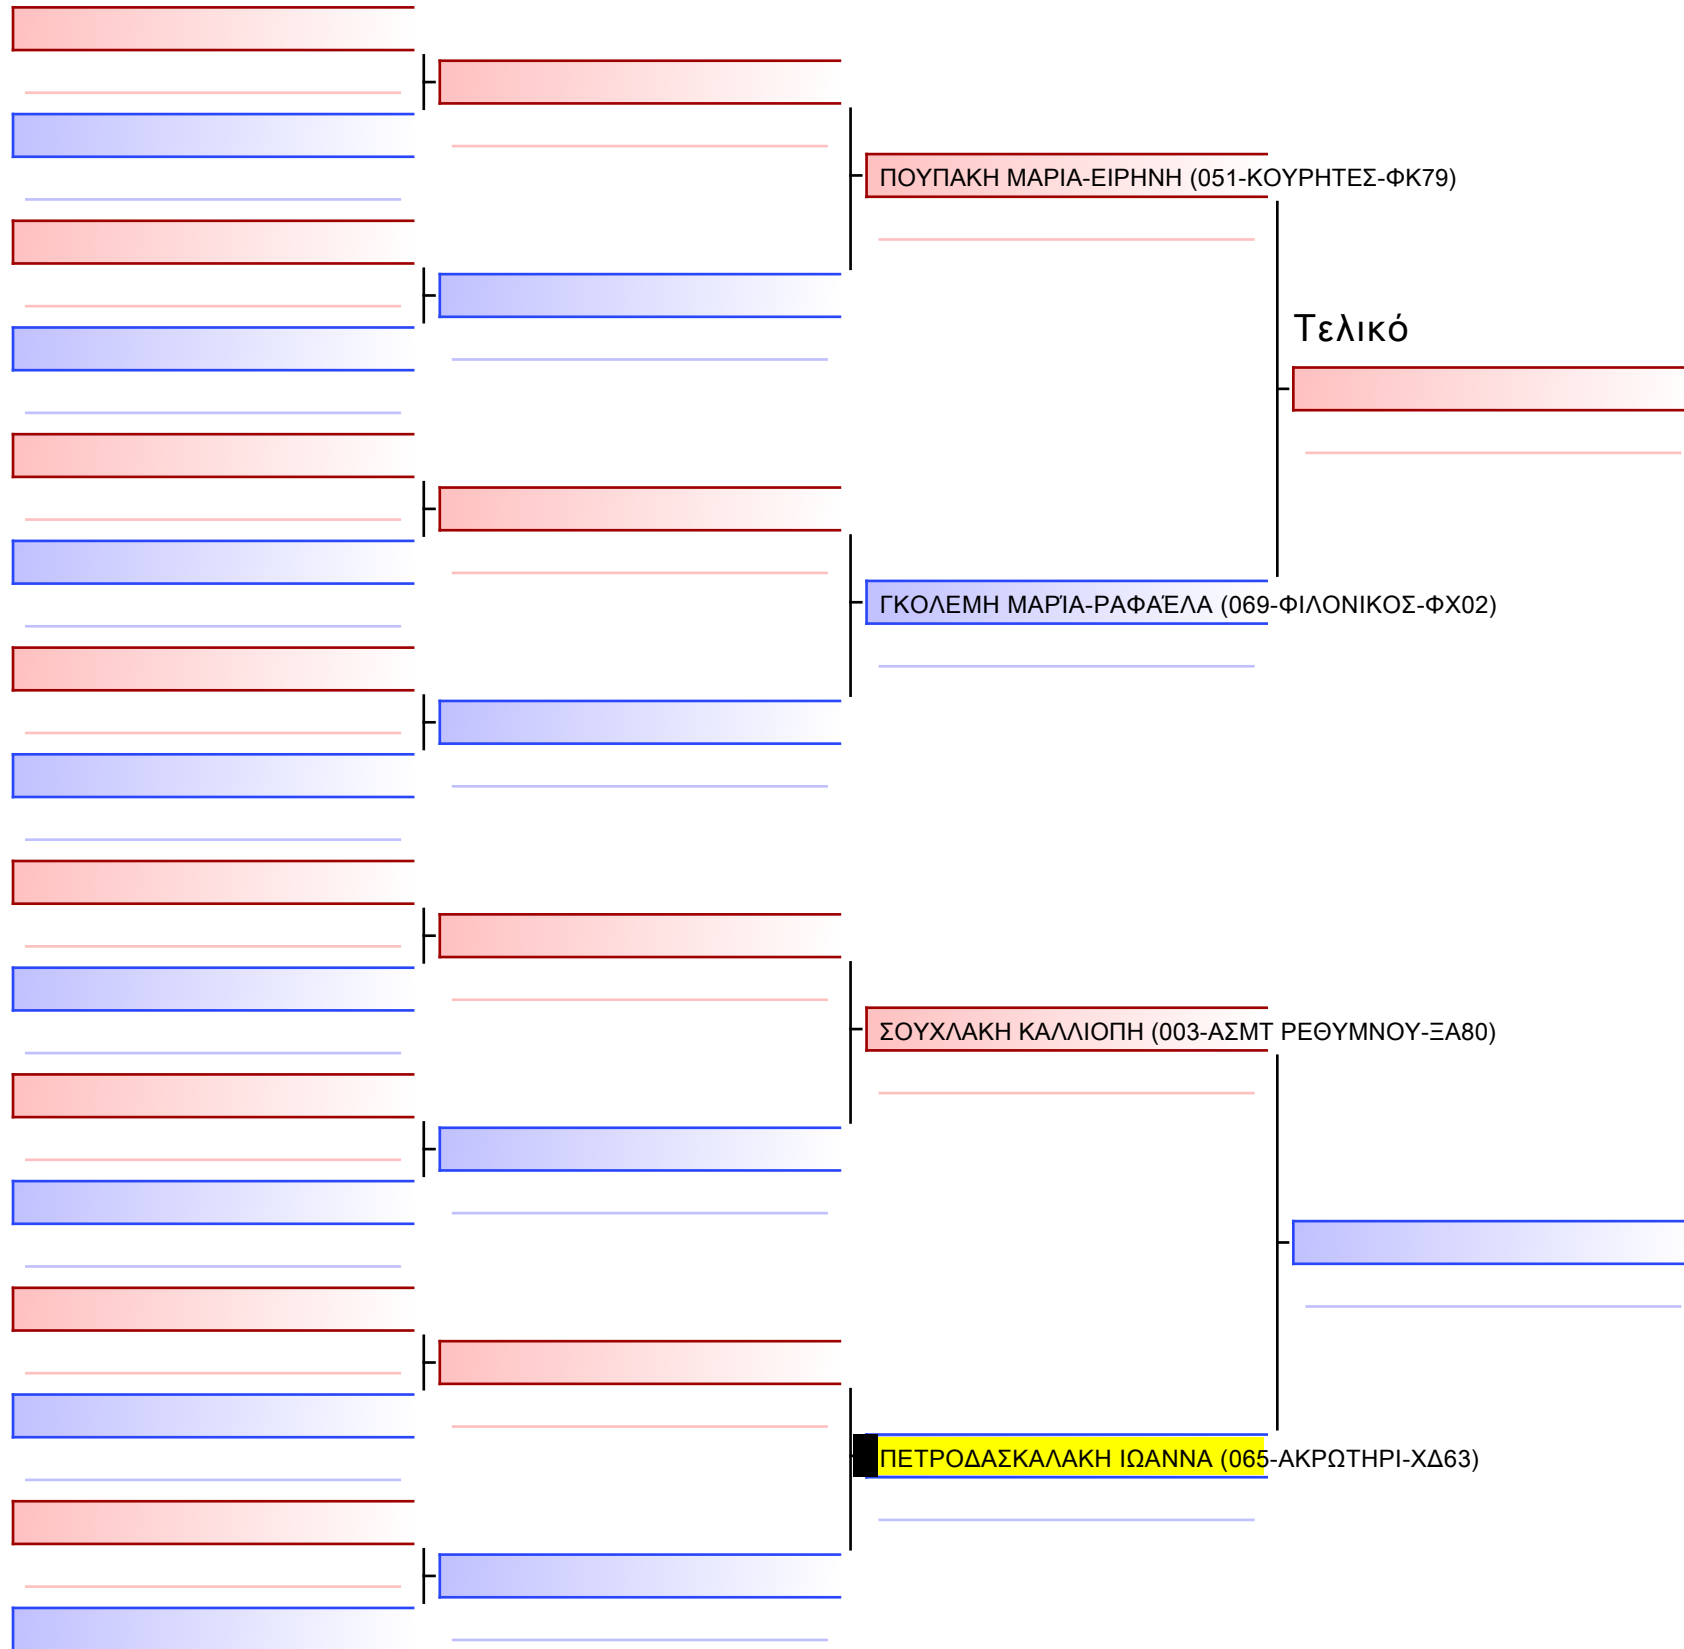 ΠΟΥΠΑΚΗ ΜΑΡΙΑ-ΕΙΡΗΝΗ (051-ΚΟΥΡΗΤΕΣ-ΦΚ79)
Τελικό
ΓΚΟΛΕΜΗ ΜΑΡΊΑ-ΡΑΦΑΈΛΑ (069-ΦΙΛΟΝΙΚΟΣ-ΦΧ02)
ΣΟΥΧΛΑΚΗ ΚΑΛΛΙΟΠΗ (003-ΑΣΜΤ ΡΕΘΥΜΝΟΥ-ΞΑ80)
ΠΕΤΡΟΔΑΣΚΑΛΑΚΗ ΙΩΑΝΝΑ (065-ΑΚΡΩΤΗΡΙ-ΧΔ63)